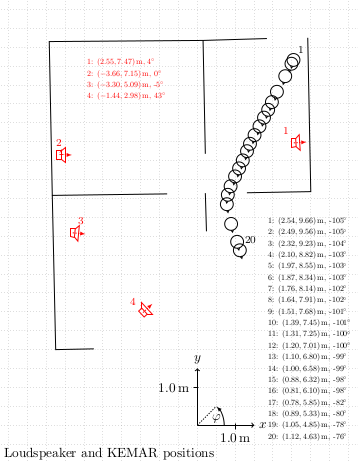 1
1: (2.55, 7.47) m, 4°
2: (-3.66, 7.15) m, 0°
3: (-3.30, 5.09) m, -5°
4: (-1.44, 2.98) m, 43°
1
2
3
20
4
1: (2.54, 9.66) m, -105°
2: (2.49, 9.56) m, -105°
3: (2.32, 9.23) m, -104°
4: (2.10, 8.82) m, -103°
5: (1.97, 8.55) m, -103°
6: (1.87, 8.34) m, -103°
7: (1.76, 8.14) m, -102°
8: (1.64, 7.91) m, -102°
9: (1.51, 7.68) m, -101°
10: (1.39, 7.45) m, -101°
11: (1.31, 7.25) m, -100°
12: (1.20, 7.01) m, -100°
13: (1.10, 6.80) m, -99°
14: (1.00, 6.58) m, -99°
15: (0.88, 6.32) m, -98°
16: (0.81, 6.10) m, -98°
17: (0.78, 5.85) m, -82°
18: (0.89, 5.33) m, -80°
19: (1.05, 4.85) m, -78°
20: (1.12, 4.63) m, -76°
y
1.0 m
φ
x
1.0 m
Loudspeaker and KEMAR positions